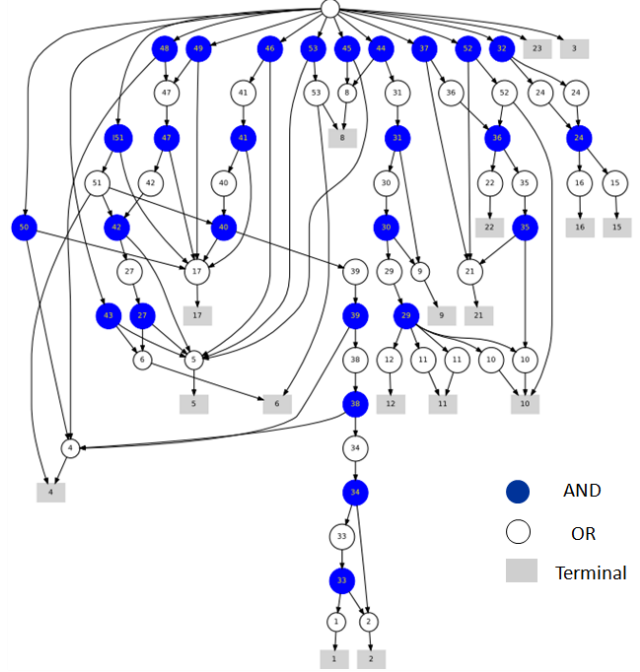 48 49 46 53 45 44 37 52 32 23 3
47 41 53 8 31 36 52 24 24
I51 47 41 8 31 36 24
51 42 40 30 22 35 16 15
50 42 40 30 22 35 16 15
27 17 39 29 9 21
43 27 17 39 29 9 21
6 5 38 12 11 11 10 10
5 6 38 12 11 10
4 34
4 34 AND
33 OR
33 Terminal
1 2
1 2